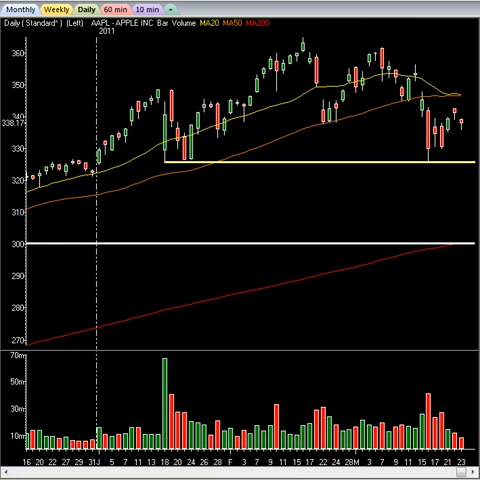 Monthly Weekly Daily 60 min 10 min +
Daily ( Standard* ) (Left) AAPL - APPLE INC Bar Volume MA20 MA50 MA200
2011
360
350
340
338.17
330
320
310
300
290
280
270
70m
50m
30m
10m
16 20 22 27 29 31J 5 7 11 13 18 20 24 26 28 F 3 7 9 11 15 17 22 24 28M 3 7 9 11 15 17 21 23